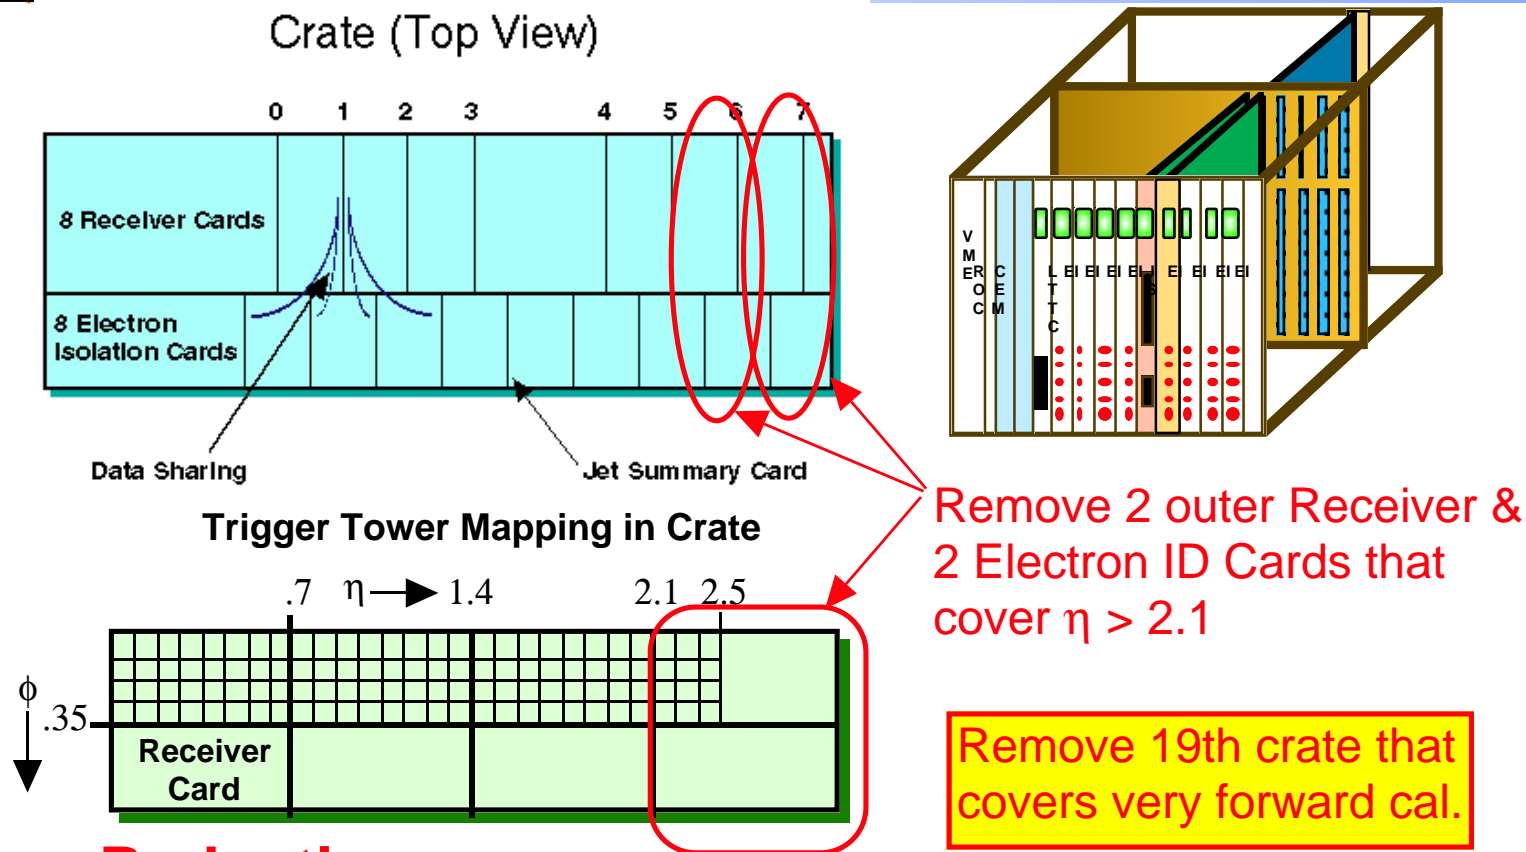 Crate (Top View)
0 1 2 3 4 5 6 7
8 Receiver Cards
8 Electron
Isolation Cards
Data Sharing
Jet Summary Card
V
M
E
R
O
C
C
E
M
L
T
T
C
EI EI EI EI
EI EI EI EI
Remove 2 outer Receiver &
2 Electron ID Cards that
cover η > 2.1
Trigger Tower Mapping in Crate
.7 η 1.4 2.1 2.5
φ
.35
Receiver
Card
Remove 19th crate that
covers very forward cal.